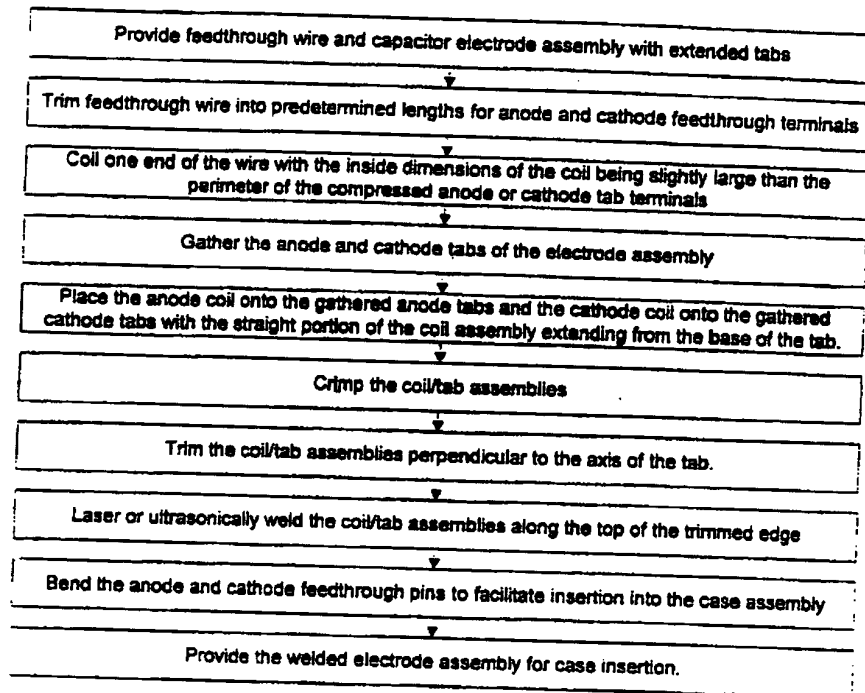 Provide feedthrough wire and capacitor electrode assembly with extended tabs
Trim feedthrough wire into predetermined lengths for anode and cathode feedthrough terminals
Coil one end of the wire with the inside dimensions of the coil being slightly large than the
perimeter of the compressed anode or cathode tab terminals
Gather the anode and cathode tabs of the electrode assembly
Place the anode coil onto the gathered anode tabs and the cathode coil onto the gathered
cathode tabs with the straight portion of the coil assembly extending from the base of the tab.
Crimp the coil/tab assemblies
Trim the coil/tab assemblies perpendicular to the axis of the tab.
Laser or ultrasonically weld the coil/tab assemblies along the top of the trimmed edge
Bend the anode and cathode feedthrough pins to facilitate insertion into the case assembly
Provide the welded electrode assembly for case insertion.